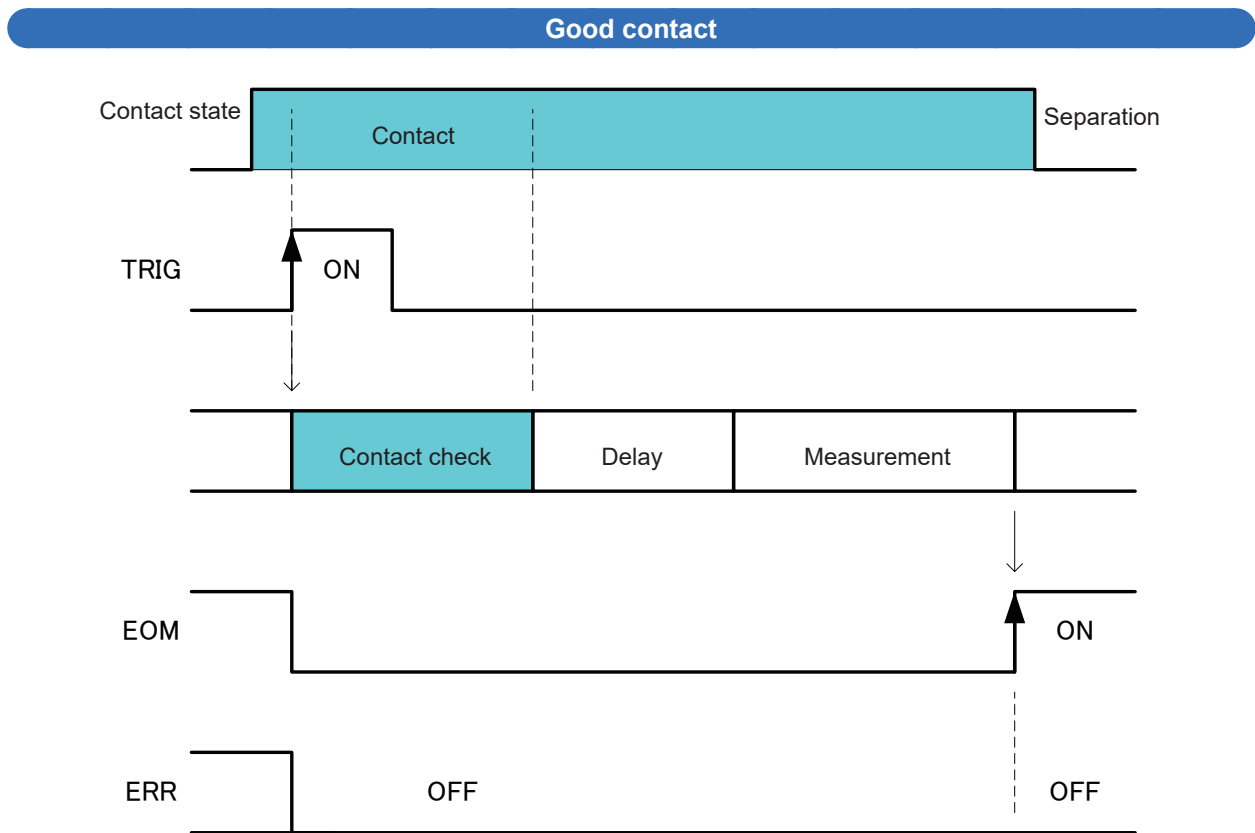 Good contact
Contact state
Contact
Separation
TRIG
ON
Contact check
Delay
Measurement
EOM
ON
ERR
OFF
OFF